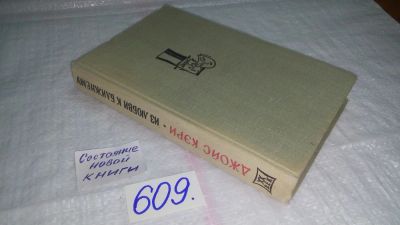 ДЖОЙС КЭРИ • ИЗ ЛЮБВИ К БЛИЖНЕМУ
Состояние
новой
книги
609.